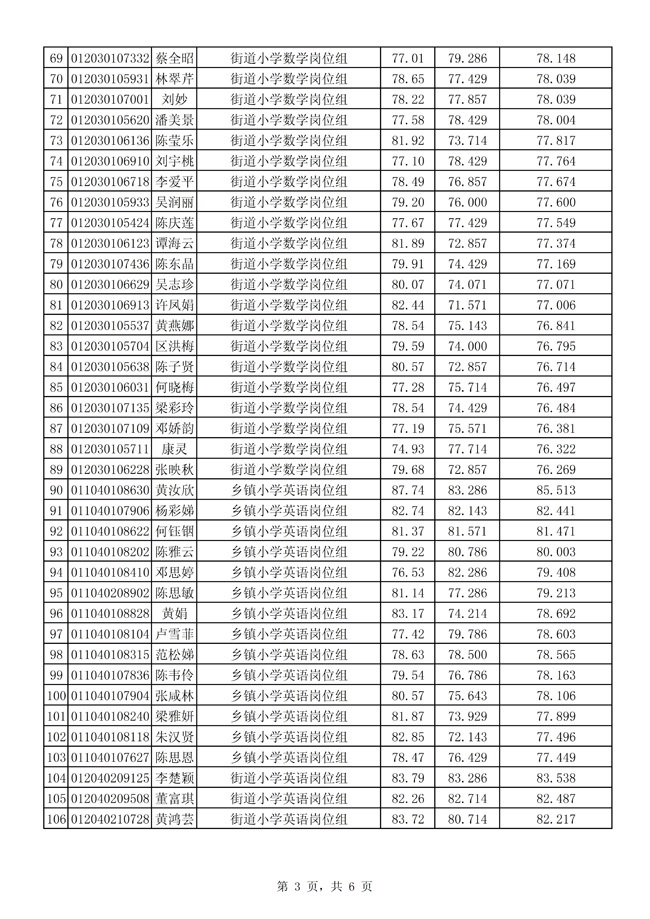 69 012030107332 蔡全昭 街道小学数学岗位组 77.01 79.286 78.148
70 012030105931 林翠芹 街道小学数学岗位组 78.65 77.429 78.039
71 012030107001 刘妙 街道小学数学岗位组 78.22 77.857 78.039
72 012030105620 潘美景 街道小学数学岗位组 77.58 78.429 78.004
73 012030106136 陈莹乐 街道小学数学岗位组 81.92 73.714 77.817
74 012030106910 刘宇桃 街道小学数学岗位组 77.10 78.429 77.764
75 012030106718 李爱平 街道小学数学岗位组 78.49 76.857 77.674
76 012030105933 吴润丽 街道小学数学岗位组 79.20 76.000 77.600
77 012030105424 陈庆莲 街道小学数学岗位组 77.67 77.429 77.549
78 012030106123 谭海云 街道小学数学岗位组 81.89 72.857 77.374
79 012030107436 陈东晶 街道小学数学岗位组 79.91 74.429 77.169
80 012030106629 吴志珍 街道小学数学岗位组 80.07 74.071 77.071
81 012030106913 许凤娟 街道小学数学岗位组 82.44 71.571 77.006
82 012030105537 黄燕娜 街道小学数学岗位组 78.54 75.143 76.841
83 012030105704 区洪梅 街道小学数学岗位组 79.59 74.000 76.795
84 012030105638 陈子贤 街道小学数学岗位组 80.57 72.857 76.714
85 012030106031 何晓梅 街道小学数学岗位组 77.28 75.714 76.497
86 012030107135 梁彩玲 街道小学数学岗位组 78.54 74.429 76.484
87 012030107109 邓娇韵 街道小学数学岗位组 77.19 75.571 76.381
88 012030105711 康灵 街道小学数学岗位组 74.93 77.714 76.322
89 012030106228 张映秋 街道小学数学岗位组 79.68 72.857 76.269
90 011040108630 黄汝欣 乡镇小学英语岗位组 87.74 83.286 85.513
91 011040107906 杨彩娣 乡镇小学英语岗位组 82.74 82.143 82.441
92 011040108622 何钰铟 乡镇小学英语岗位组 81.37 81.571 81.471
93 011040108202 陈雅云 乡镇小学英语岗位组 79.22 80.786 80.003
94 011040108410 邓思婷 乡镇小学英语岗位组 76.53 82.286 79.408
95 011040208902 陈思敏 乡镇小学英语岗位组 81.14 77.286 79.213
96 011040108828 黄娟 乡镇小学英语岗位组 83.17 74.214 78.692
97 011040108104 卢雪菲 乡镇小学英语岗位组 77.42 79.786 78.603
98 011040108315 范松娣 乡镇小学英语岗位组 78.63 78.500 78.565
99 011040107836 陈韦伶 乡镇小学英语岗位组 79.54 76.786 78.163
100 011040107904 张咸林 乡镇小学英语岗位组 80.57 75.643 78.106
101 011040108240 梁雅妍 乡镇小学英语岗位组 81.87 73.929 77.899
102 011040108118 朱汉贤 乡镇小学英语岗位组 82.85 72.143 77.496
103 011040107627 陈思恩 乡镇小学英语岗位组 78.47 76.429 77.449
104 012040209125 李楚颖 街道小学英语岗位组 83.79 83.286 83.538
105 012040209508 董富琪 街道小学英语岗位组 82.26 82.714 82.487
106 012040210728 黄鸿芸 街道小学英语岗位组 83.72 80.714 82.217
第 3 页，共 6 页